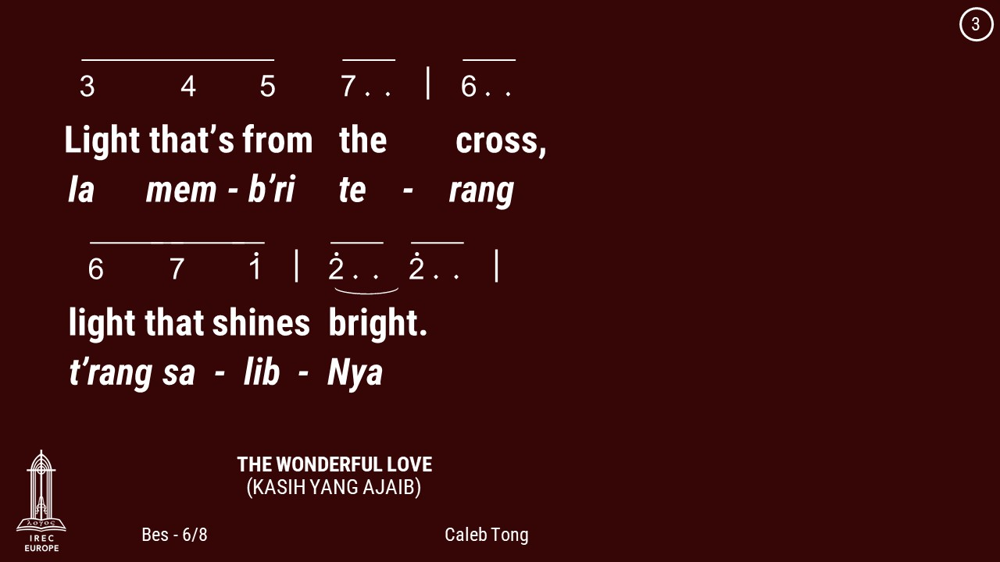 3
3 4 5 7 . . | 6 . .
Light that’s from the cross,
Ia mem - b’ri te - rang
6 7 1̇ | 2̇ . . 2̇ . . |
light that shines bright.
t’rang sa - lib - Nya
THE WONDERFUL LOVE
(KASIH YANG AJAIB)
λογος
IREC
EUROPE
Bes - 6/8
Caleb Tong